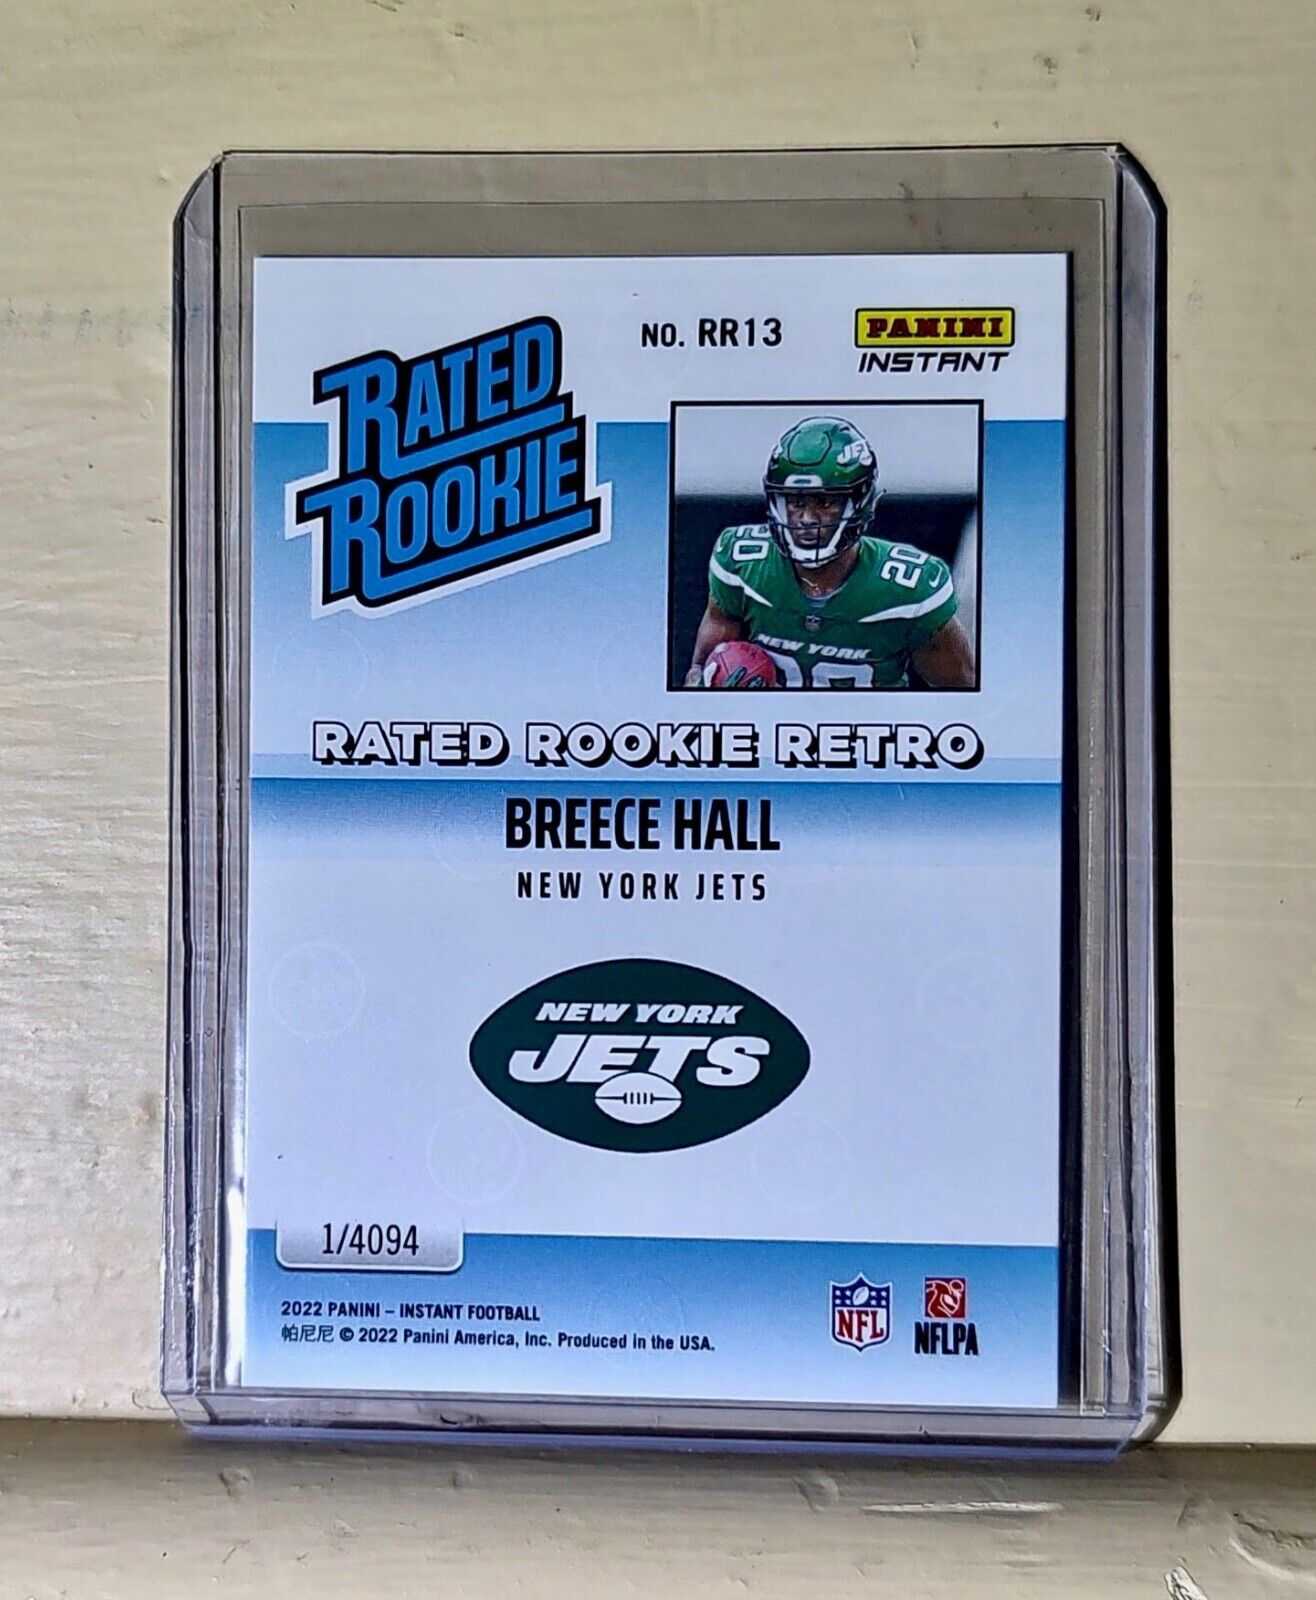 RATED
ROOKIE
NO. RR13
PANINI
INSTANT
JETS
20
20
NEW YORK
20
RATED ROOKIE RETRO
BREECE HALL
NEW YORK JETS
NEW YORK
JETS
1/4094
2022 PANINI – INSTANT FOOTBALL
帕尼尼 © 2022 Panini America, Inc. Produced in the USA.
NFL
NFLPA